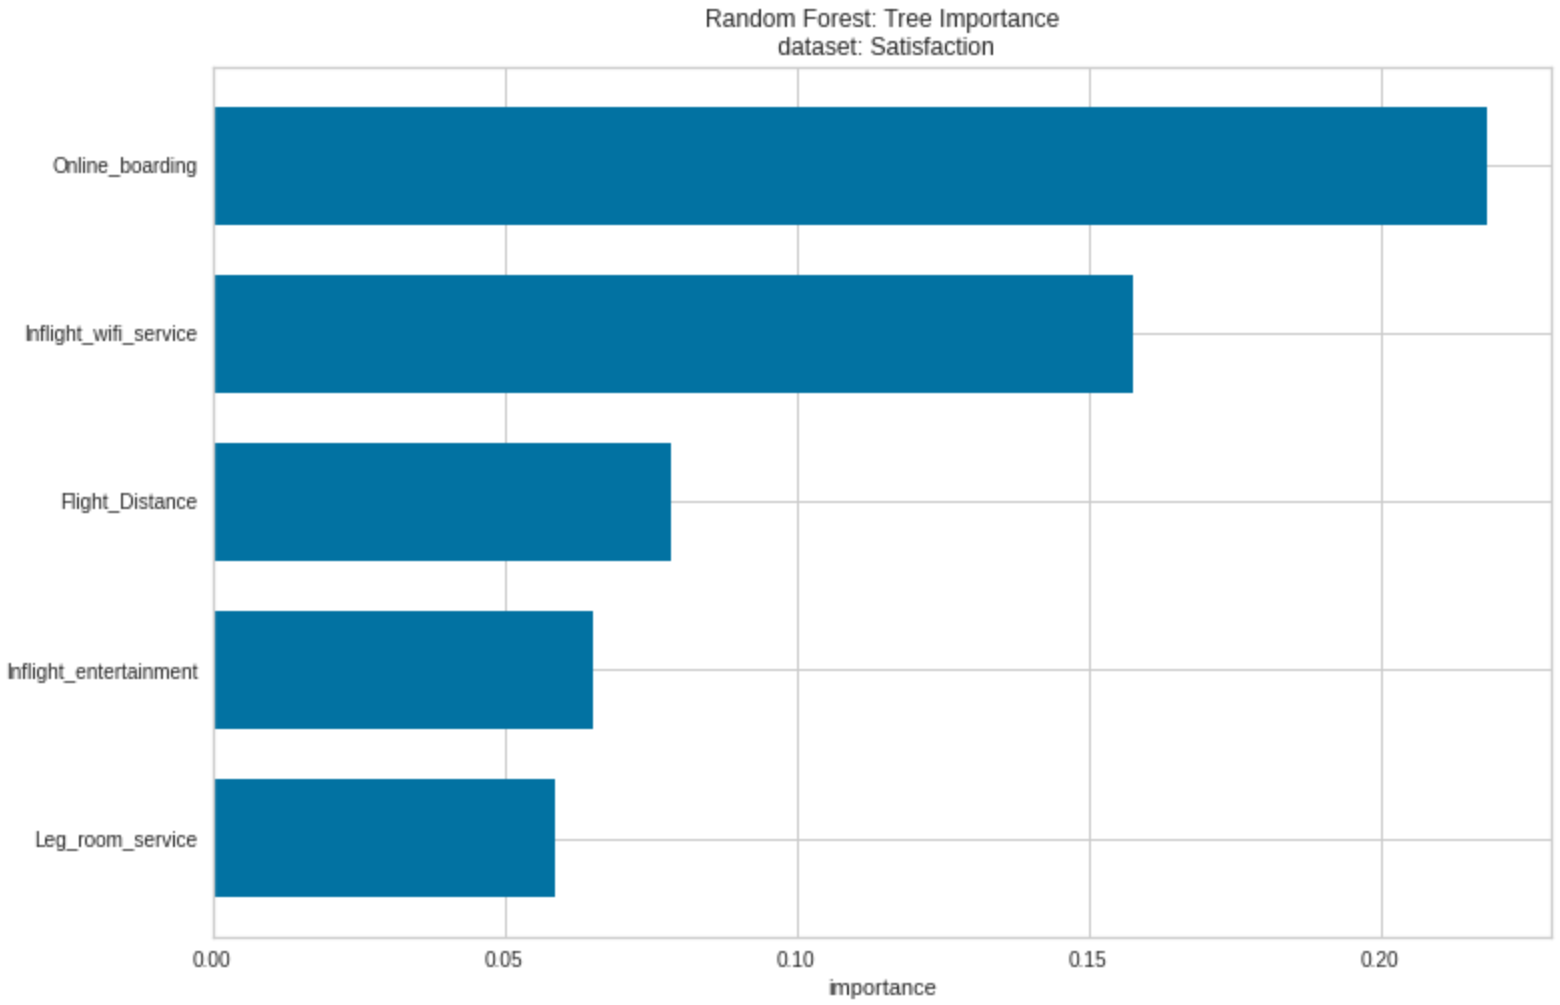 Random Forest: Tree Importance
dataset: Satisfaction
Online_boarding
Inflight_wifi_service
Flight_Distance
Inflight_entertainment
Leg_room_service
0.00 0.05 0.10 0.15 0.20
importance